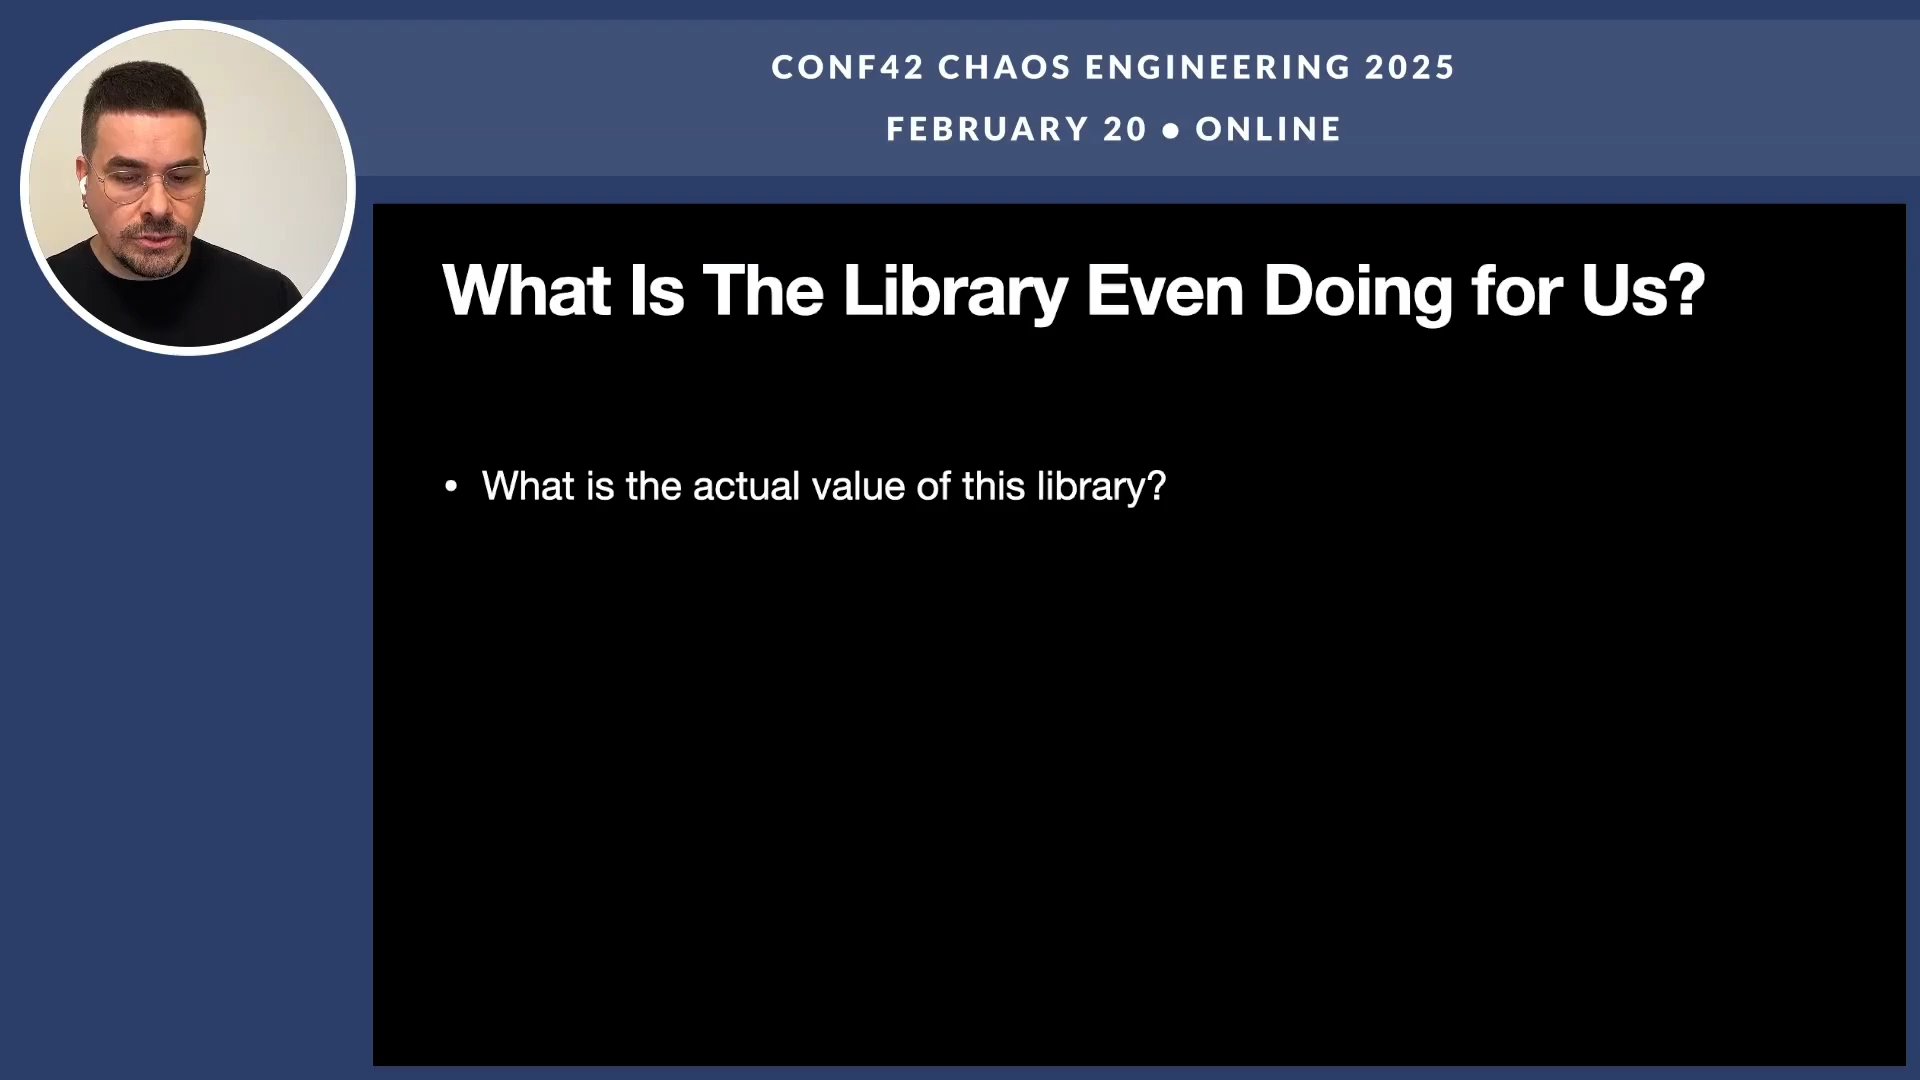 CONF42 CHAOS ENGINEERING 2025
FEBRUARY 20 ● ONLINE
What Is The Library Even Doing for Us?
• What is the actual value of this library?